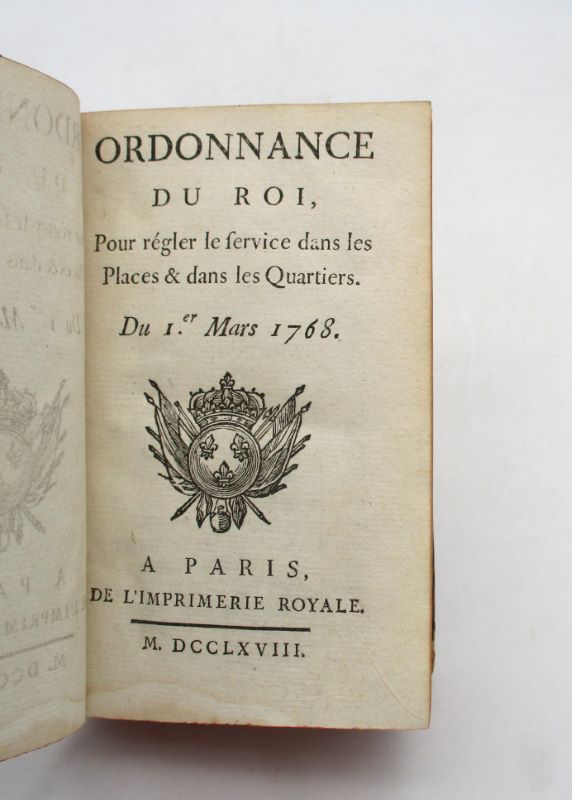 ORDONNANCE
DU ROI,
Pour régler le ſervice dans les
Places & dans les Quartiers.
Du 1.er Mars 1768.
A PARIS,
DE L'IMPRIMERIE ROYALE.
M. DCCLXVIII.